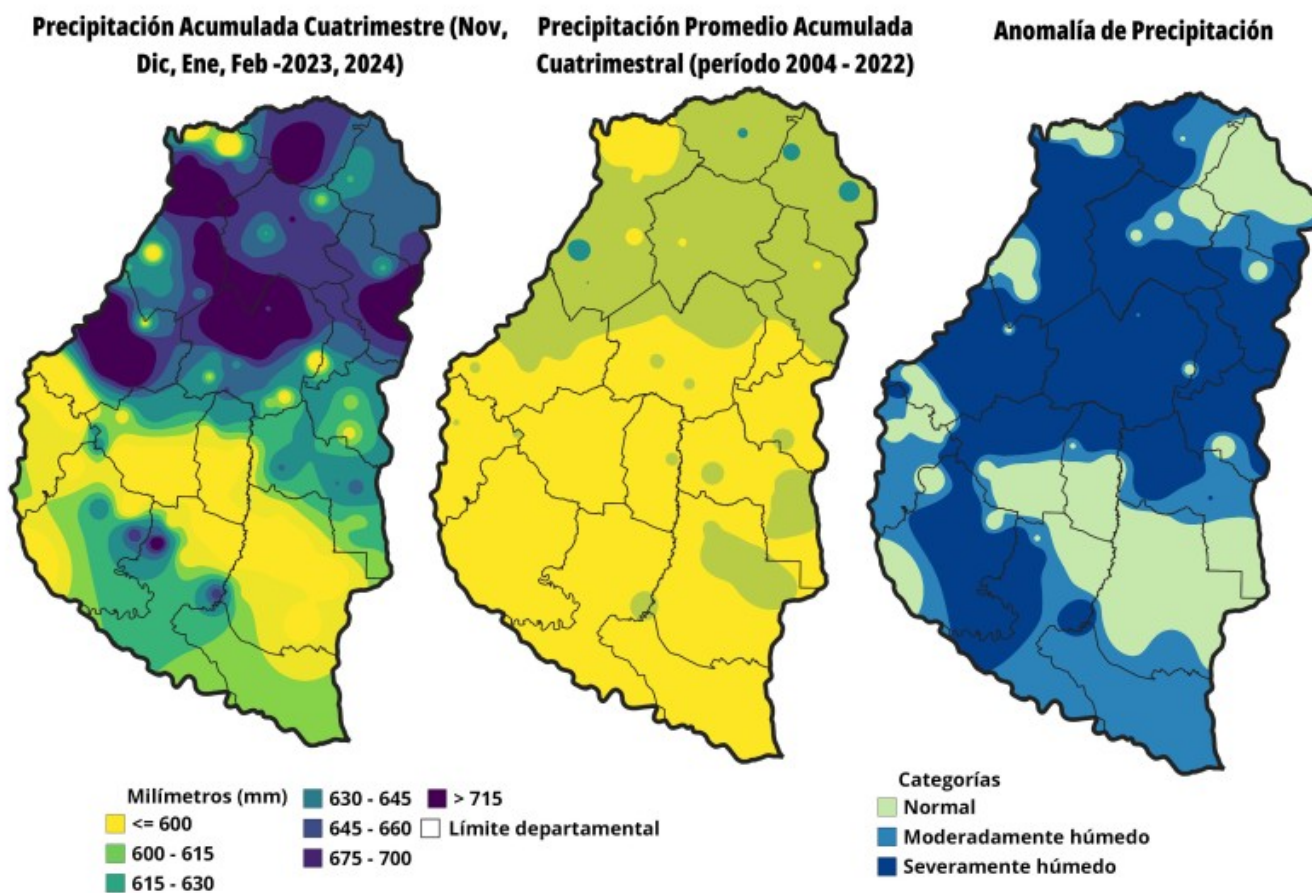 Precipitación Acumulada Cuatrimestre (Nov,
Dic, Ene, Feb -2023, 2024)
Precipitación Promedio Acumulada
Cuatrimestral (período 2004 - 2022)
Anomalía de Precipitación
Milímetros (mm)
<= 600
600 - 615
615 - 630
630 - 645
645 - 660
675 - 700
> 715
Límite departamental
Categorías
Normal
Moderadamente húmedo
Severamente húmedo